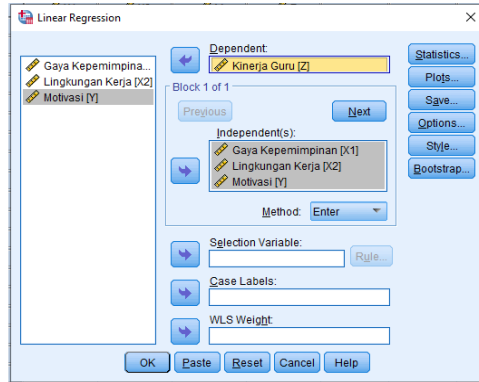 Linear Regression
Gaya Kepemimpina...
Lingkungan Kerja [X2]
Motivasi [Y]
Dependent:
Kinerja Guru [Z]
Block 1 of 1
Previous
Next
Independent(s):
Gaya Kepemimpinan [X1]
Lingkungan Kerja [X2]
Motivasi [Y]
Method: Enter
Selection Variable:
Rule...
Case Labels:
WLS Weight:
Statistics...
Plots...
Save...
Options...
Style...
Bootstrap...
OK Paste Reset Cancel Help